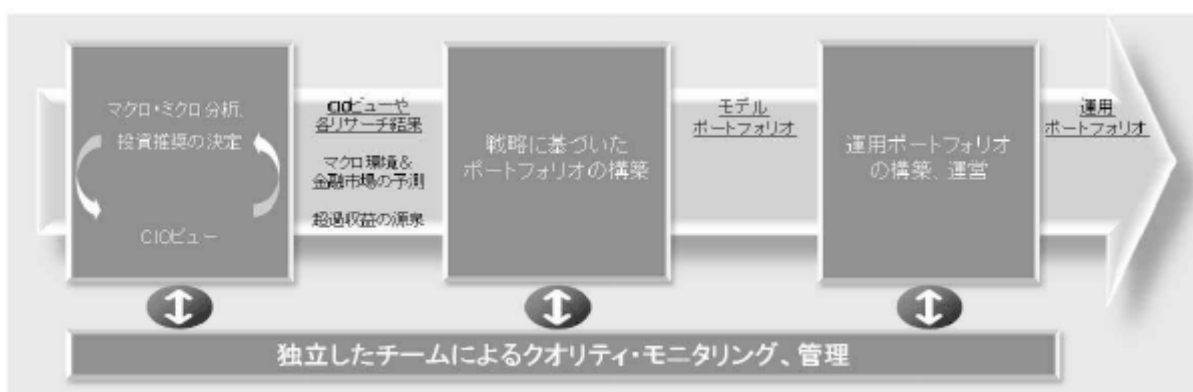 マクロ・ミクロ分析、
投資推奨の決定
CIOビュー
CIOビューや
各リサーチ結果
マクロ環境&
金融市場の予測
超過収益の源泉
戦略に基づいた
ポートフォリオの構築
モデル
ポートフォリオ
運用ポートフォリオ
の構築、運営
運用
ポートフォリオ
独立したチームによるクオリティ・モニタリング、管理